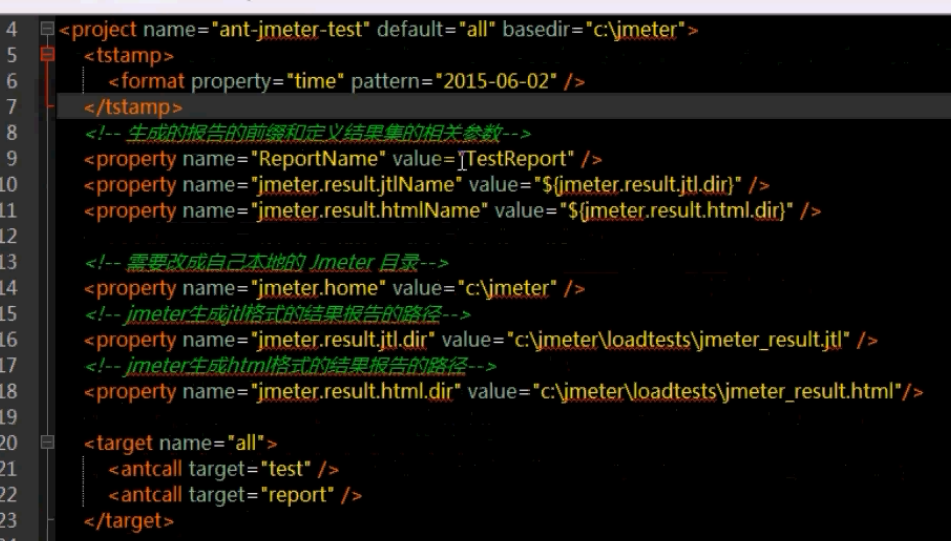 4 <project name="ant-jmeter-test" default="all" basedir="c:\jmeter">
5 <tstamp>
6 <format property="time" pattern="2015-06-02" />
7 </tstamp>
8 <!-- 生成的报告的前缀和定义结果集的相关参数-->
9 <property name="ReportName" value="TestReport" />
10 <property name="jmeter.result.jtlName" value="${jmeter.result.jtl.dir}" />
11 <property name="jmeter.result.htmlName" value="${jmeter.result.html.dir}" />
12
13 <!-- 需要改成自己本地的 Jmeter 目录-->
14 <property name="jmeter.home" value="c:\jmeter" />
15 <!-- jmeter生成jtl格式的结果报告的路径-->
16 <property name="jmeter.result.jtl.dir" value="c:\jmeter\loadtests\jmeter_result.jtl" />
17 <!-- jmeter生成html格式的结果报告的路径-->
18 <property name="jmeter.result.html.dir" value="c:\jmeter\loadtests\jmeter_result.html"/>
19
20 <target name="all">
21 <antcall target="test" />
22 <antcall target="report" />
23 </target>